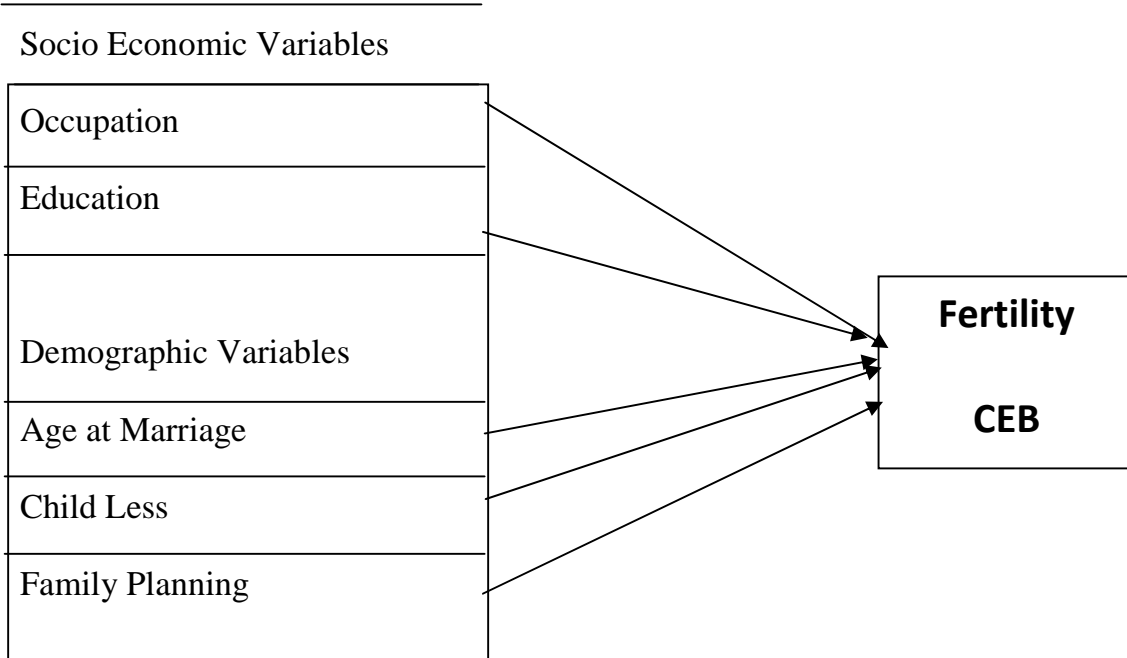 Socio Economic Variables
Occupation
Education
Demographic Variables
Age at Marriage
Child Less
Family Planning
Fertility
CEB